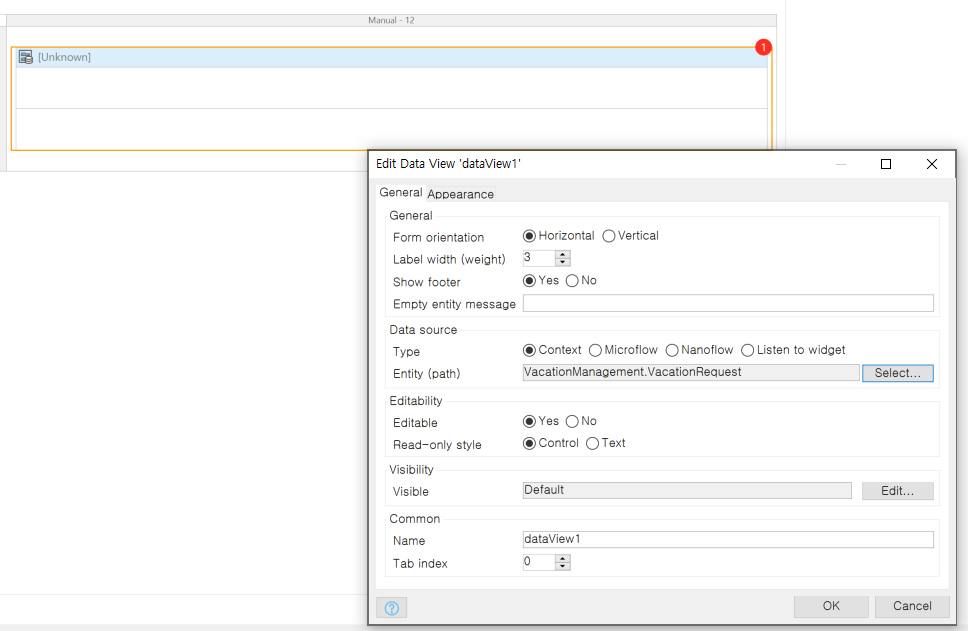 Manual - 12
[Unknown]
1
Edit Data View 'dataView1'
General Appearance
General
Form orientation Horizontal Vertical
Label width (weight) 3
Show footer Yes No
Empty entity message
Data source
Type Context Microflow Nanoflow Listen to widget
Entity (path) VacationManagement.VacationRequest Select...
Editability
Editable Yes No
Read-only style Control Text
Visibility
Visible Default Edit...
Common
Name dataView1
Tab index 0
? OK Cancel